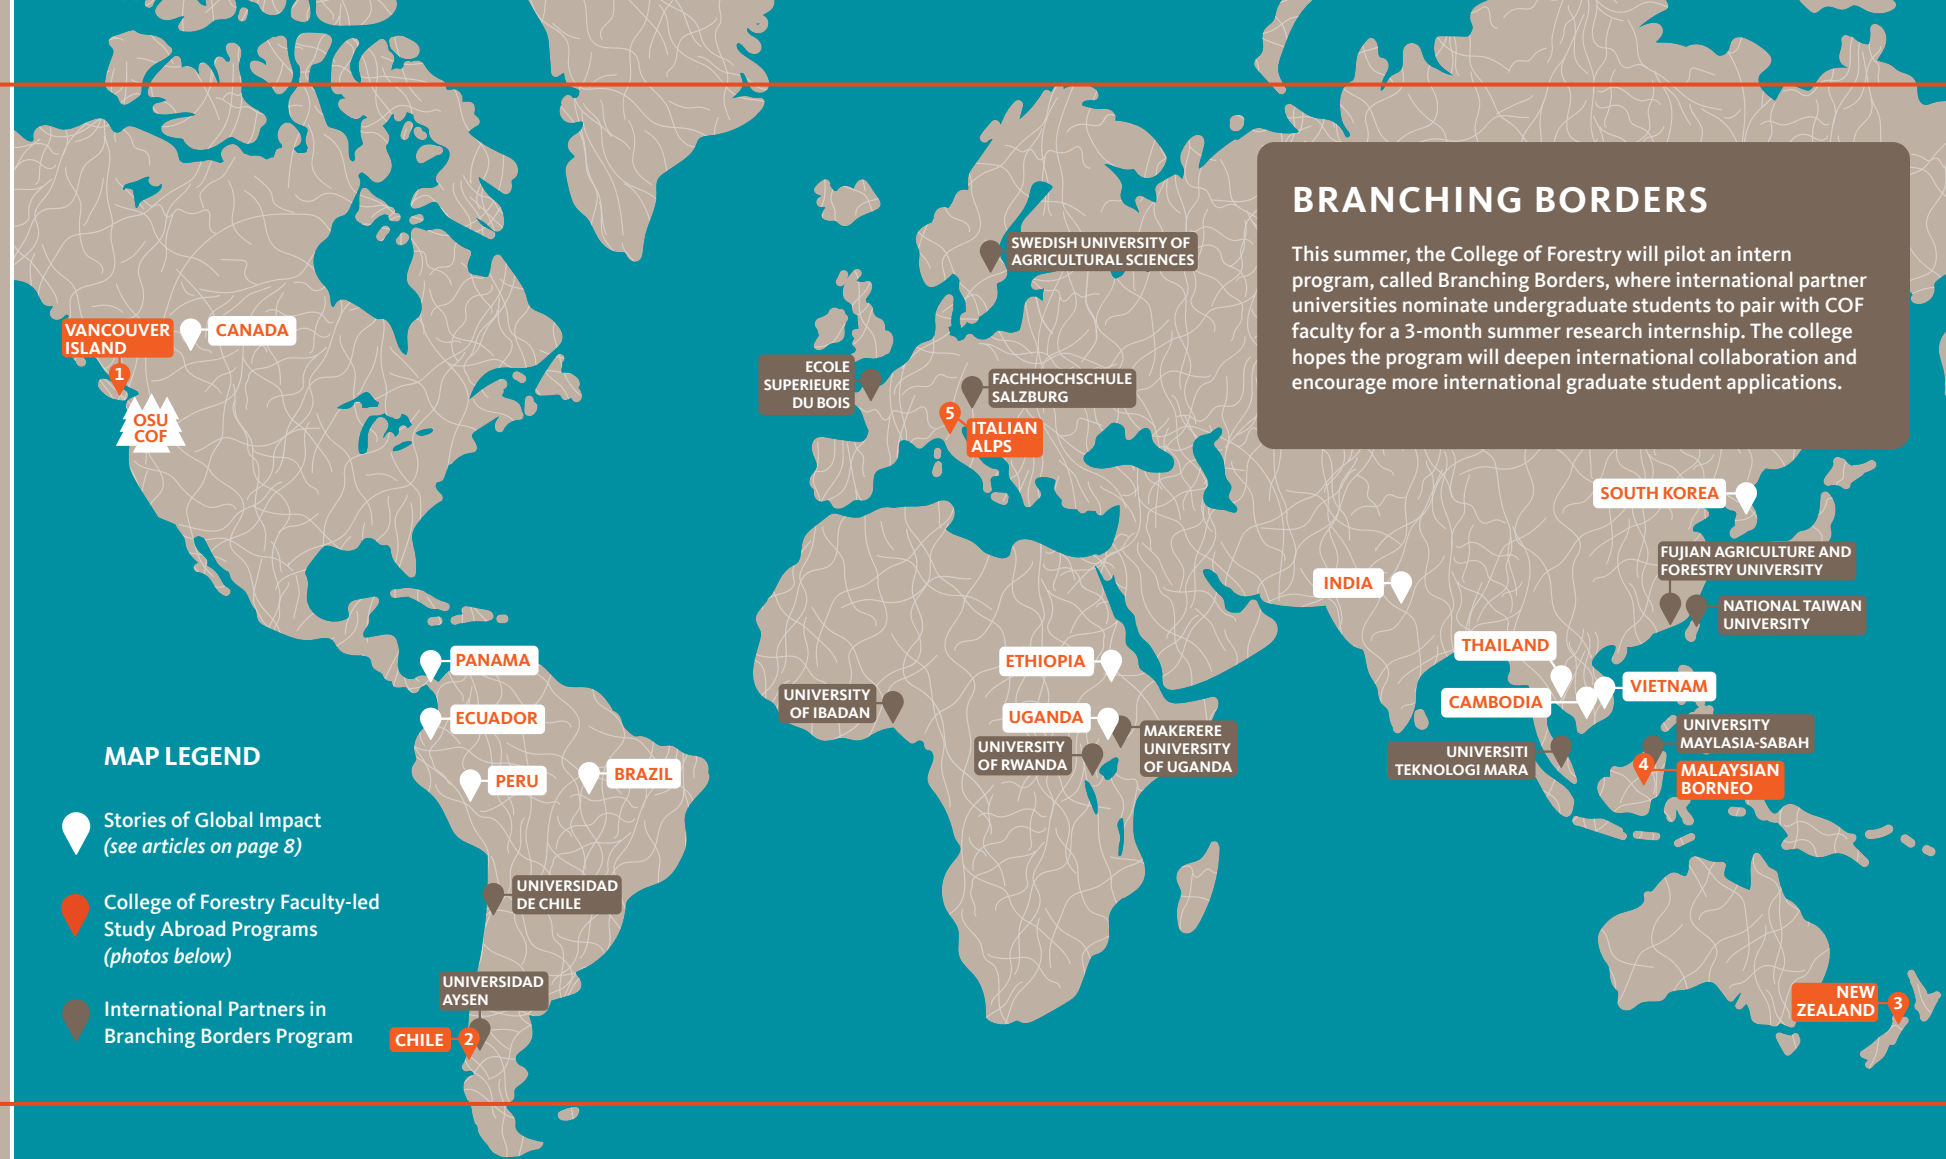 BRANCHING BORDERS
This summer, the College of Forestry will pilot an intern
program, called Branching Borders, where international partner
universities nominate undergraduate students to pair with COF
faculty for a 3-month summer research internship. The college
hopes the program will deepen international collaboration and
encourage more international graduate student applications.
SWEDISH UNIVERSITY OF
AGRICULTURAL SCIENCES
VANCOUVER
ISLAND
1
CANADA
OSU
COF
ECOLE
SUPERIEURE
DU BOIS
FACHHOCHSCHULE
SALZBURG
5
ITALIAN
ALPS
SOUTH KOREA
FUJIAN AGRICULTURE AND
FORESTRY UNIVERSITY
INDIA
NATIONAL TAIWAN
UNIVERSITY
THAILAND
CAMBODIA
VIETNAM
UNIVERSITY
MAYLASIA-SABAH
UNIVERSITI
TEKNOLOGI MARA
4
MALAYSIAN
BORNEO
PANAMA
ECUADOR
PERU
BRAZIL
ETHIOPIA
UNIVERSITY
OF IBADAN
UGANDA
MAKERERE
UNIVERSITY
OF UGANDA
UNIVERSITY
OF RWANDA
UNIVERSIDAD
DE CHILE
UNIVERSIDAD
AYSEN
CHILE
2
NEW
ZEALAND
3
MAP LEGEND
Stories of Global Impact
(see articles on page 8)
College of Forestry Faculty-led
Study Abroad Programs
(photos below)
International Partners in
Branching Borders Program